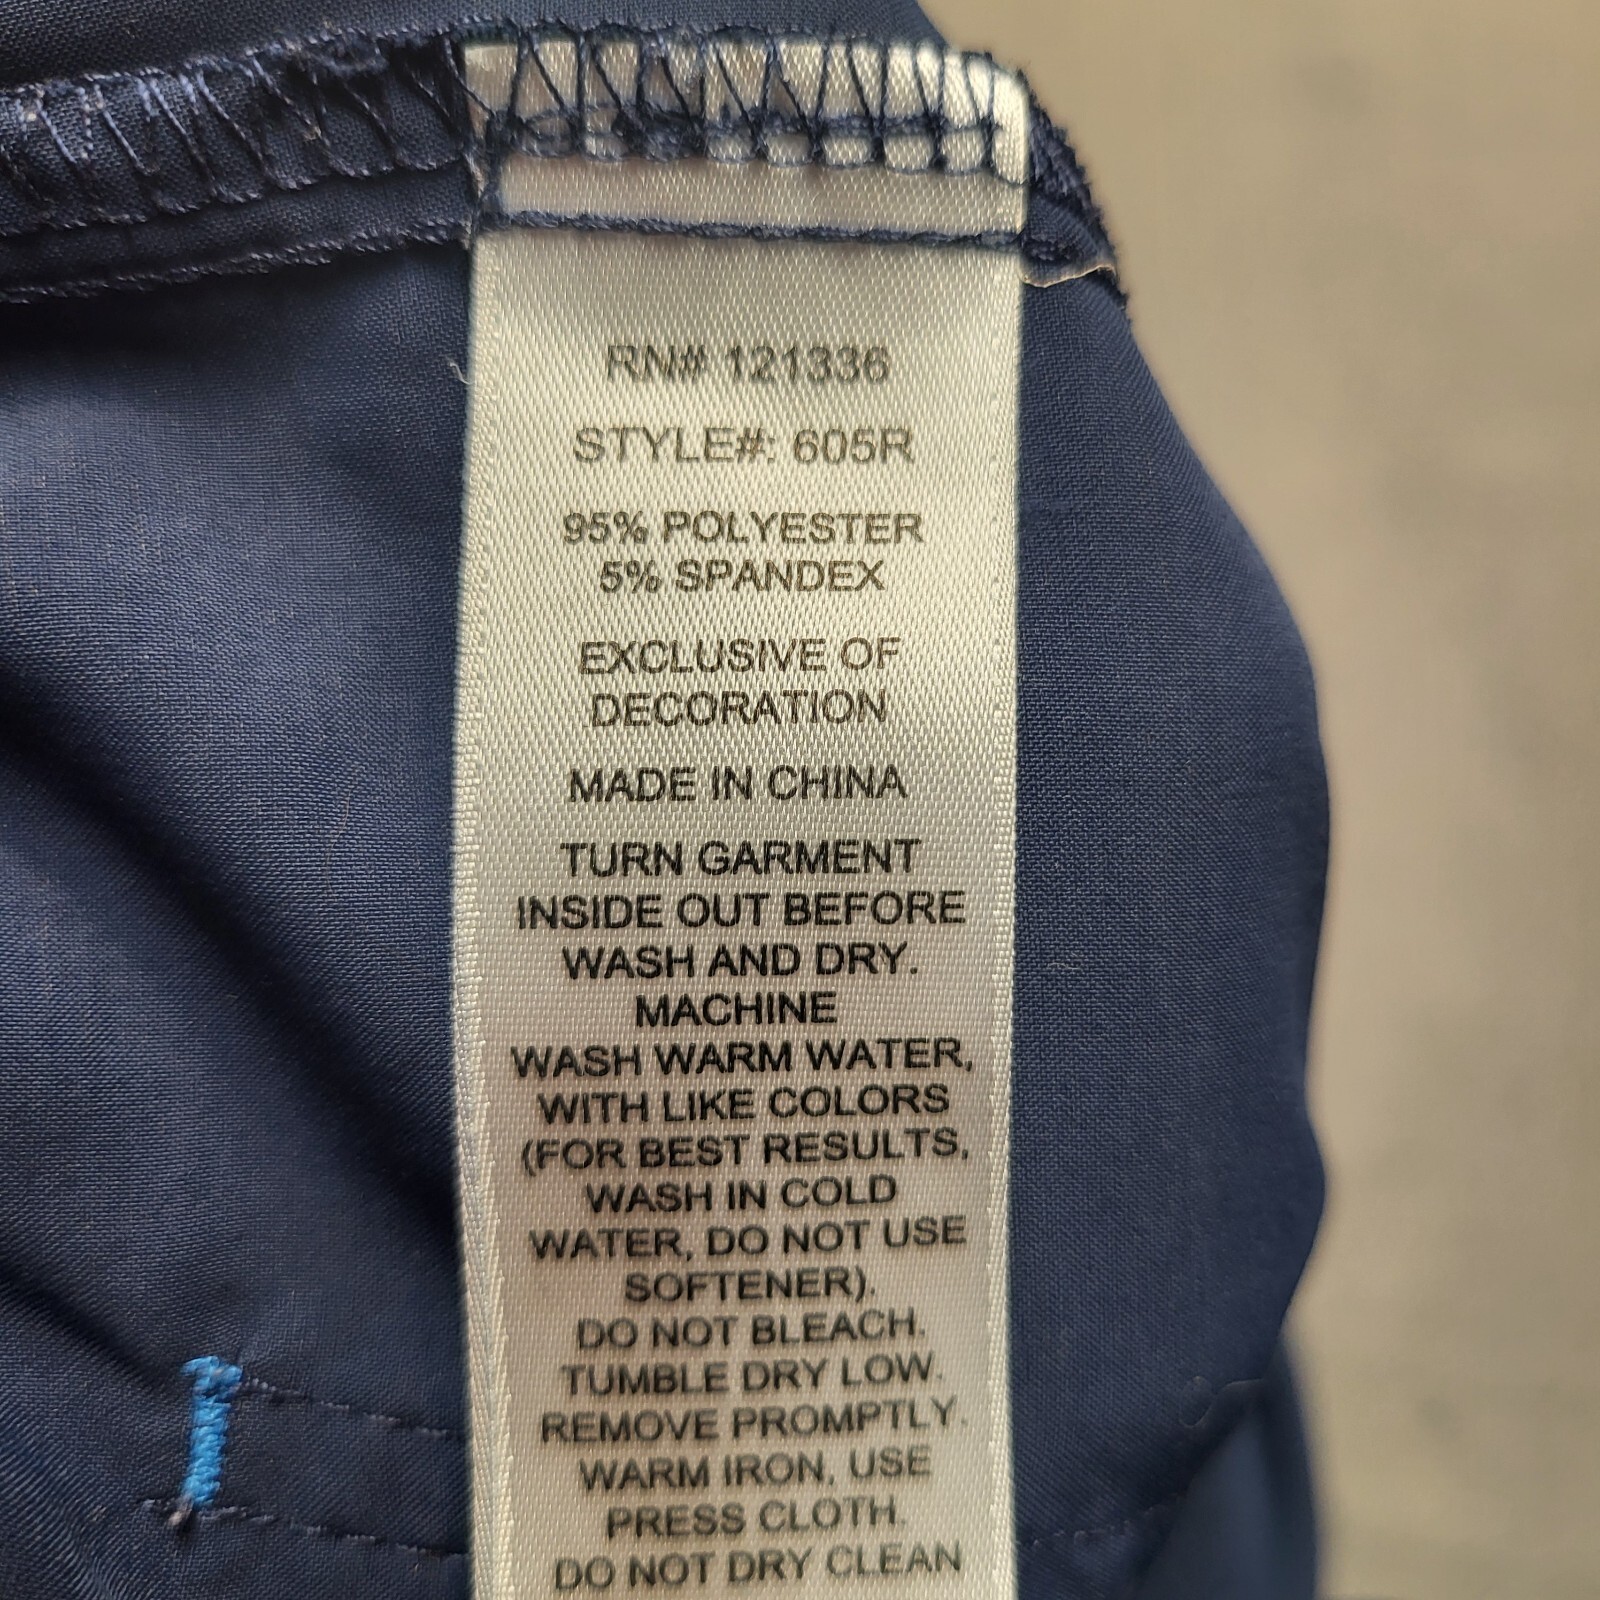 RN# 121336
STYLE#: 605R
95% POLYESTER
5% SPANDEX
EXCLUSIVE OF
DECORATION
MADE IN CHINA
TURN GARMENT
INSIDE OUT BEFORE
WASH AND DRY.
MACHINE
WASH WARM WATER,
WITH LIKE COLORS
(FOR BEST RESULTS,
WASH IN COLD
WATER, DO NOT USE
SOFTENER).
DO NOT BLEACH.
TUMBLE DRY LOW.
REMOVE PROMPTLY.
WARM IRON, USE
PRESS CLOTH.
DO NOT DRY CLEAN